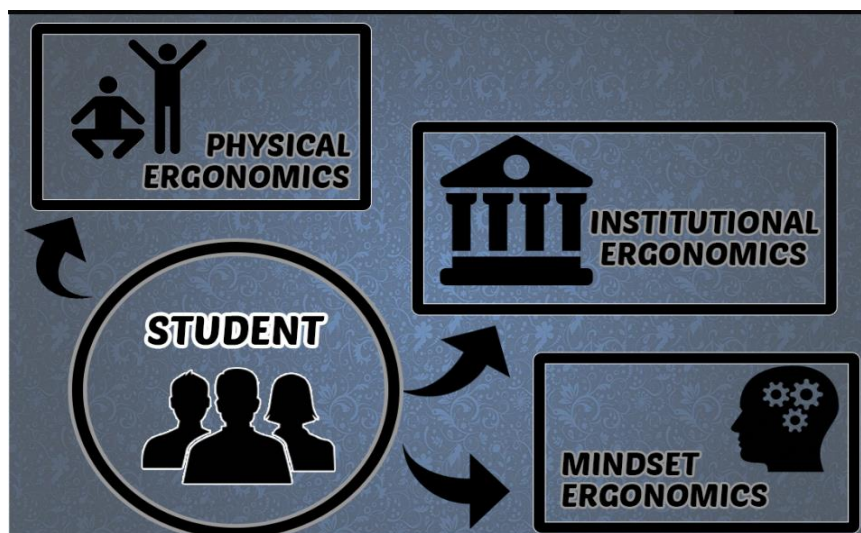 PHYSICAL
ERGONOMICS
INSTITUTIONAL
ERGONOMICS
STUDENT
MINDSET
ERGONOMICS